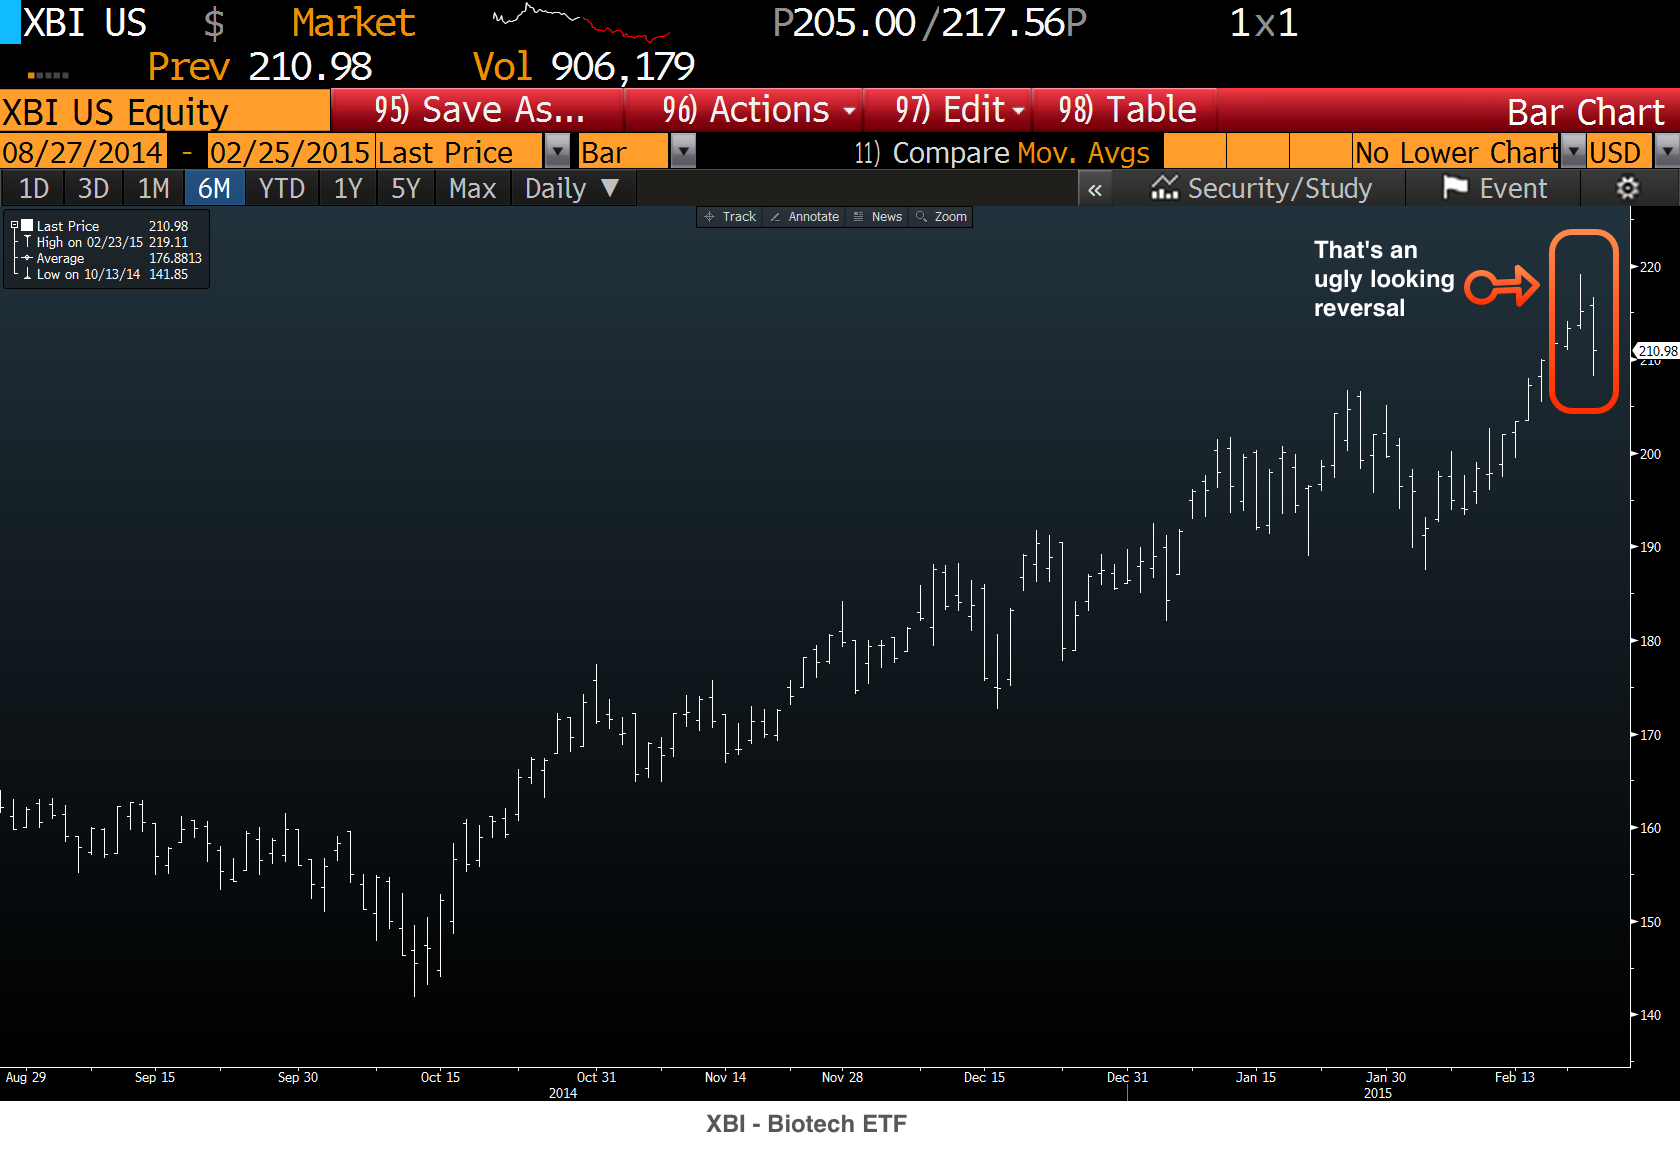 XBI US $ Market P205.00 /217.56P 1x1
Prev 210.98 Vol 906,179
XBI US Equity 95) Save As... 96) Actions 97) Edit 98) Table Bar Chart
08/27/2014 - 02/25/2015 Last Price Bar 11) Compare Mov. Avgs No Lower Chart USD
1D 3D 1M 6M YTD 1Y 5Y Max Daily ▼ « Security/Study Event
Track Annotate News Zoom
Last Price 210.98
High on 02/23/15 219.11
Average 176.8813
Low on 10/13/14 141.85
That's an
ugly looking
reversal
220
210.98
210
200
190
180
170
160
150
140
Aug 29 Sep 15 Sep 30 Oct 15 Oct 31 Nov 14 Nov 28 Dec 15 Dec 31 Jan 15 Jan 30 Feb 13
2014 2015
XBI - Biotech ETF